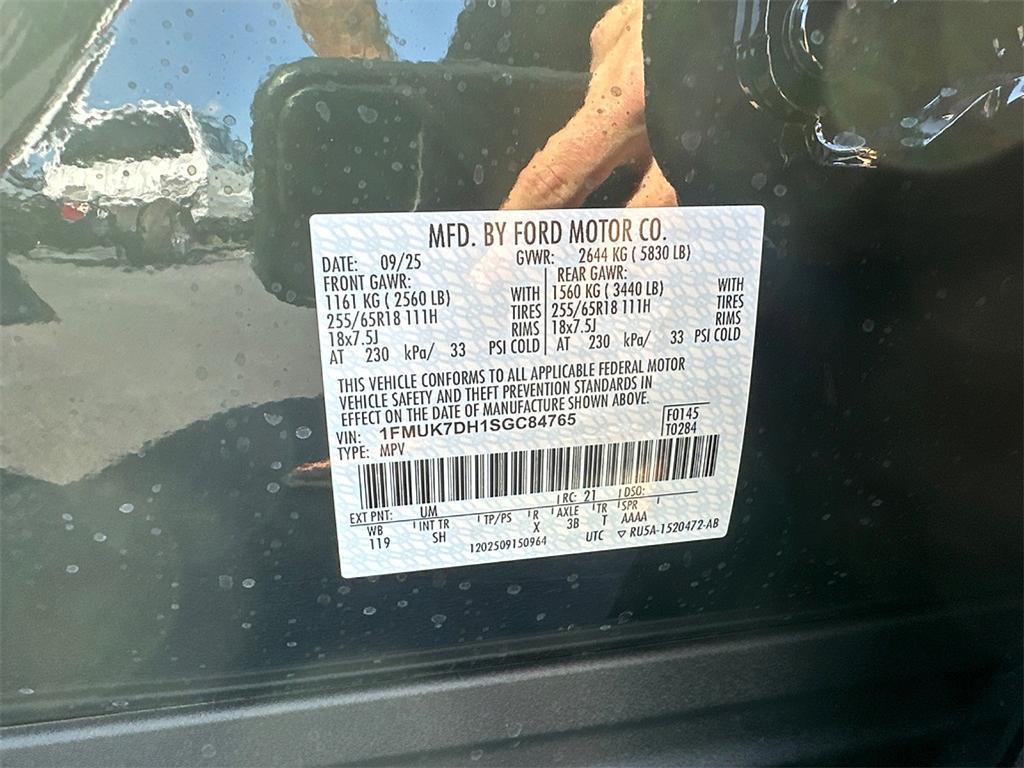 MFD. BY FORD MOTOR CO.
DATE: 09/25 GVWR: 2644 KG ( 5830 LB)
FRONT GAWR: REAR GAWR:
1161 KG ( 2560 LB) WITH 1560 KG ( 3440 LB) WITH
255/65R18 111H TIRES 255/65R18 111H TIRES
18x7.5J RIMS 18x7.5J RIMS
AT 230 kPa/ 33 PSI COLD AT 230 kPa/ 33 PSI COLD
THIS VEHICLE CONFORMS TO ALL APPLICABLE FEDERAL MOTOR
VEHICLE SAFETY AND THEFT PREVENTION STANDARDS IN
EFFECT ON THE DATE OF MANUFACTURE SHOWN ABOVE.
VIN: 1FMUK7DH1SGC84765 F0145
TYPE: MPV T0284
EXT PNT: UM RC: 21 DSO:
WB INT TR TP/PS R AXLE TR SPR
119 SH X 3B T AAAA
1202509150964 UTC ▽ RU5A-1520472-AB